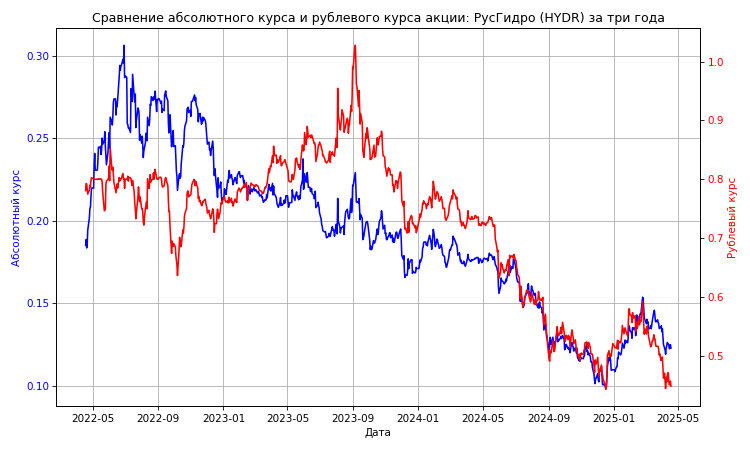 Сравнение абсолютного курса и рублевого курса акции: РусГидро (HYDR) за три года
Абсолютный курс
0.30
0.25
0.20
0.15
0.10
1.0
0.9
0.8
0.7
0.6
0.5
Рублевый курс
2022-05 2022-09 2023-01 2023-05 2023-09 2024-01 2024-05 2024-09 2025-01 2025-05
Дата